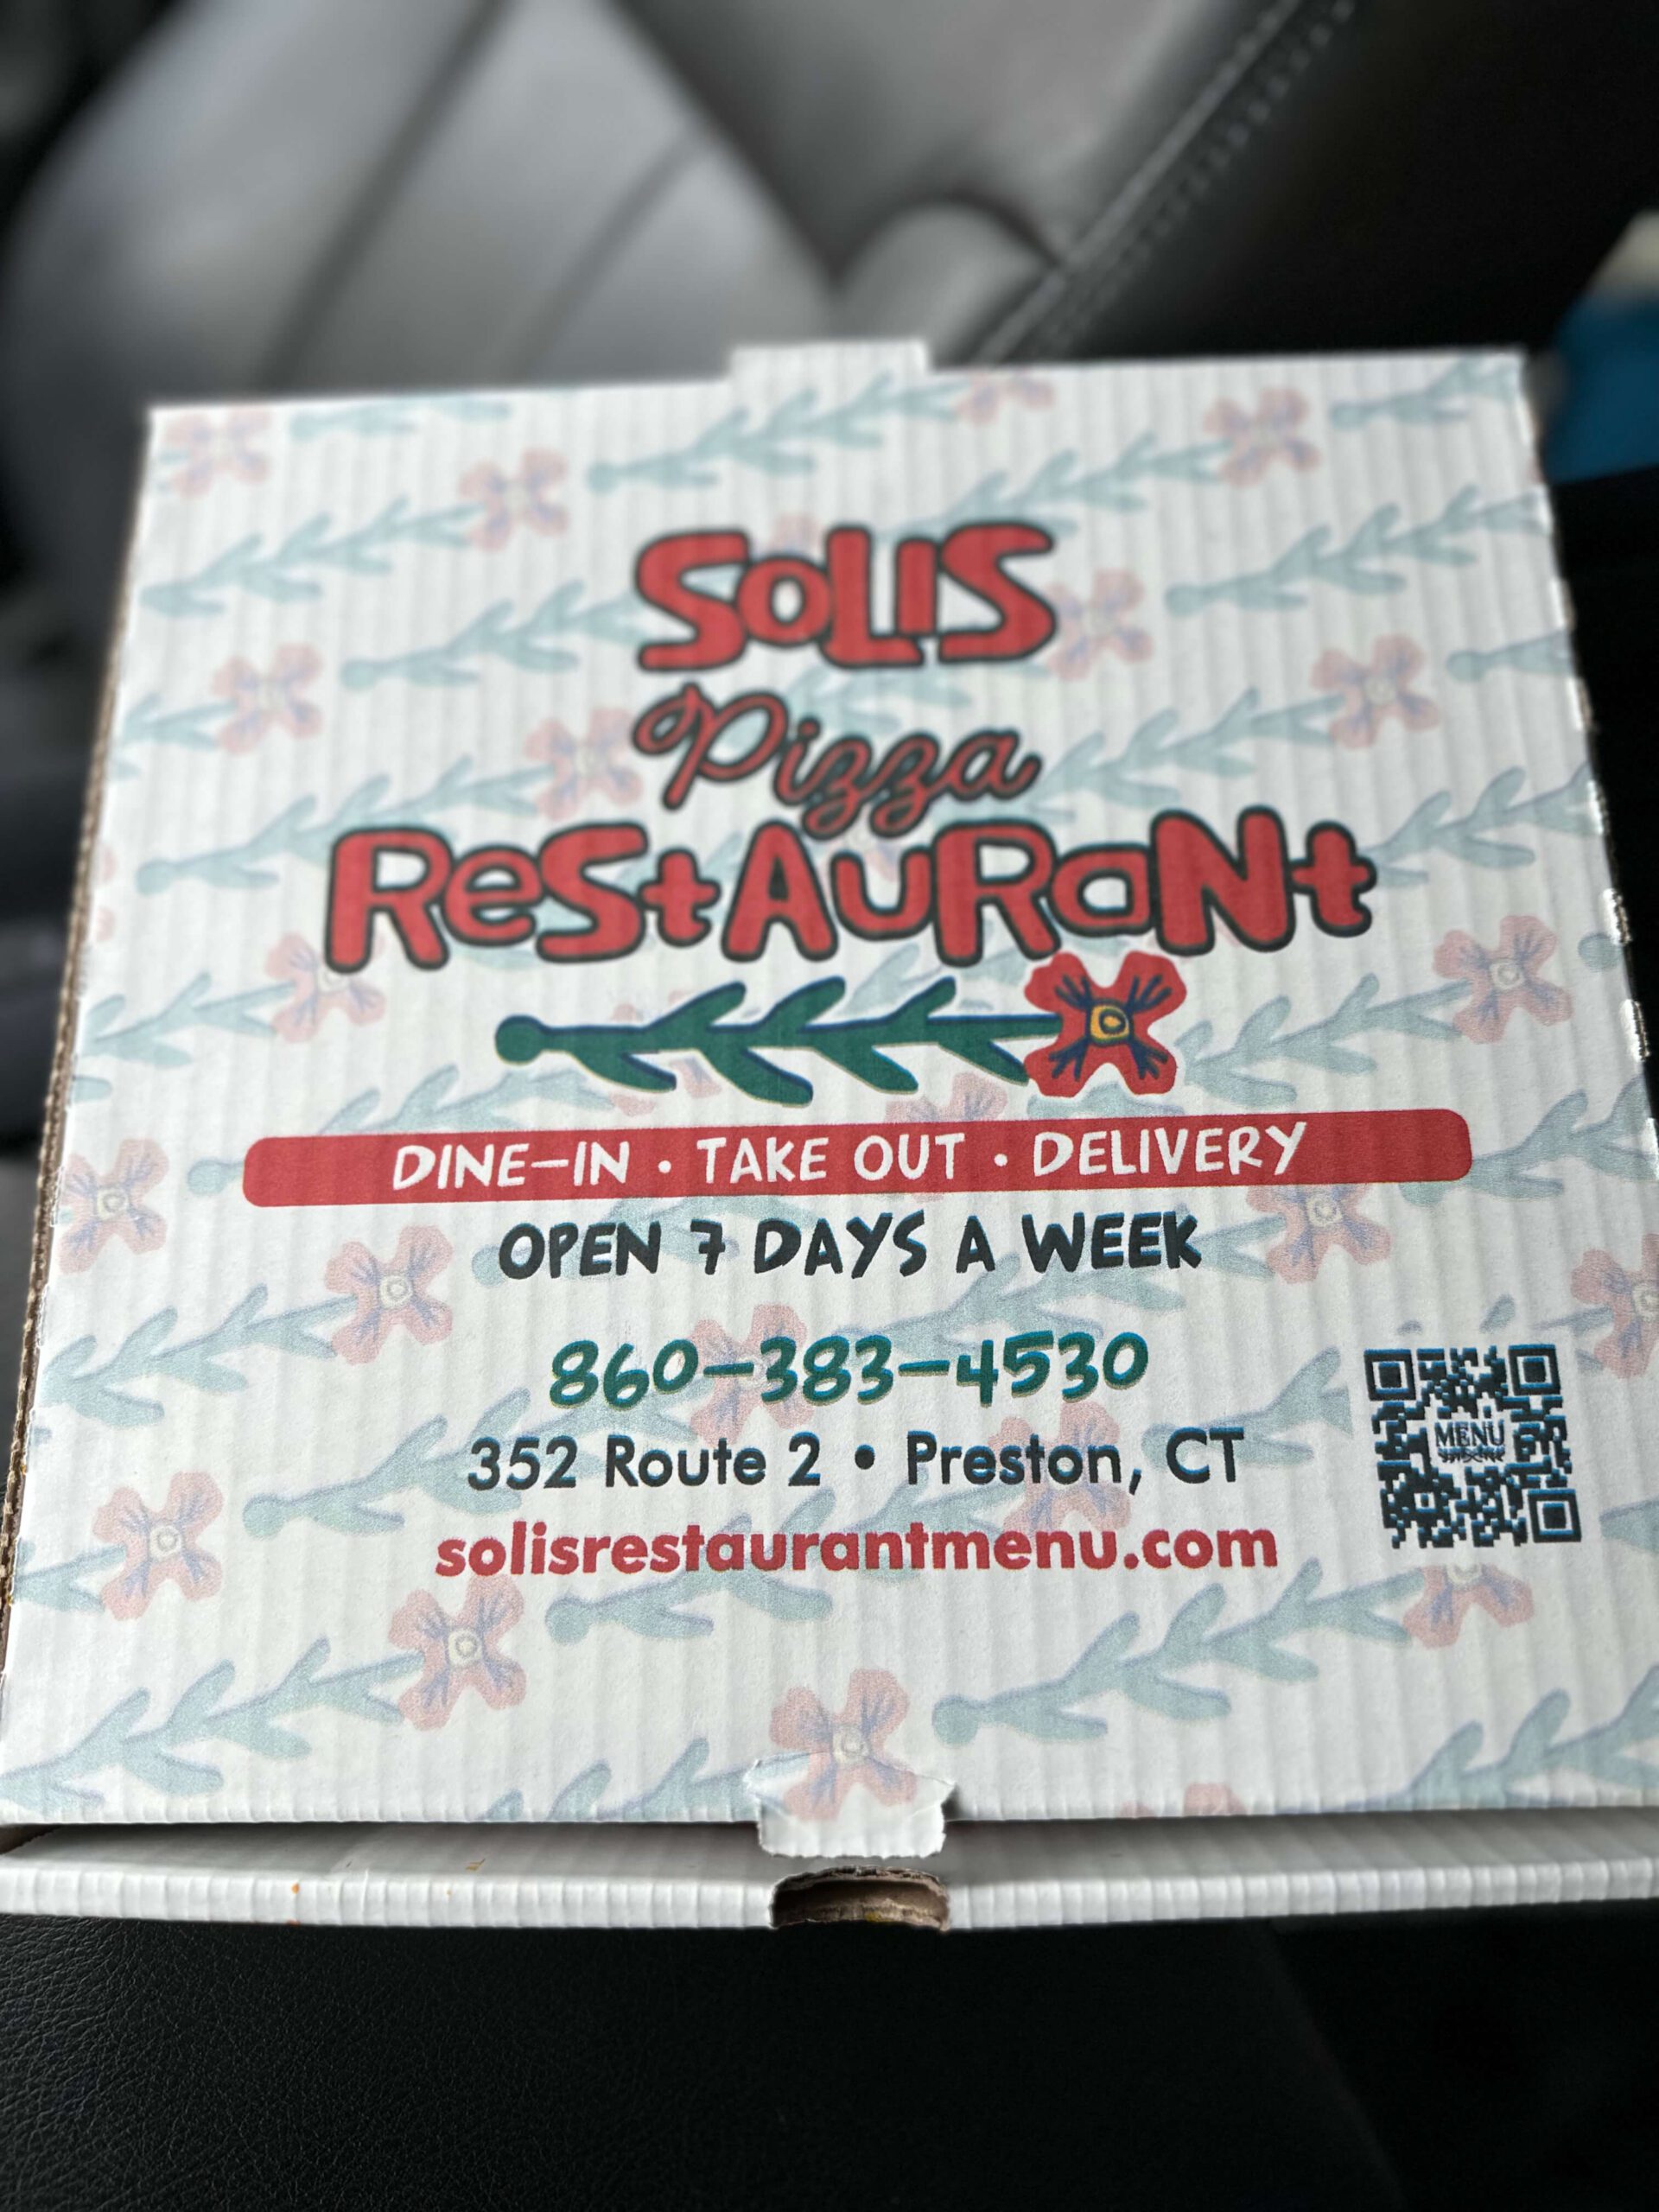 SOLIS
Pizza
ReStAuRaNt
DINE-IN · TAKE OUT · DELIVERY
OPEN 7 DAYS A WEEK
860-383-4530
352 Route 2 • Preston, CT
MENU
solisrestaurantmenu.com